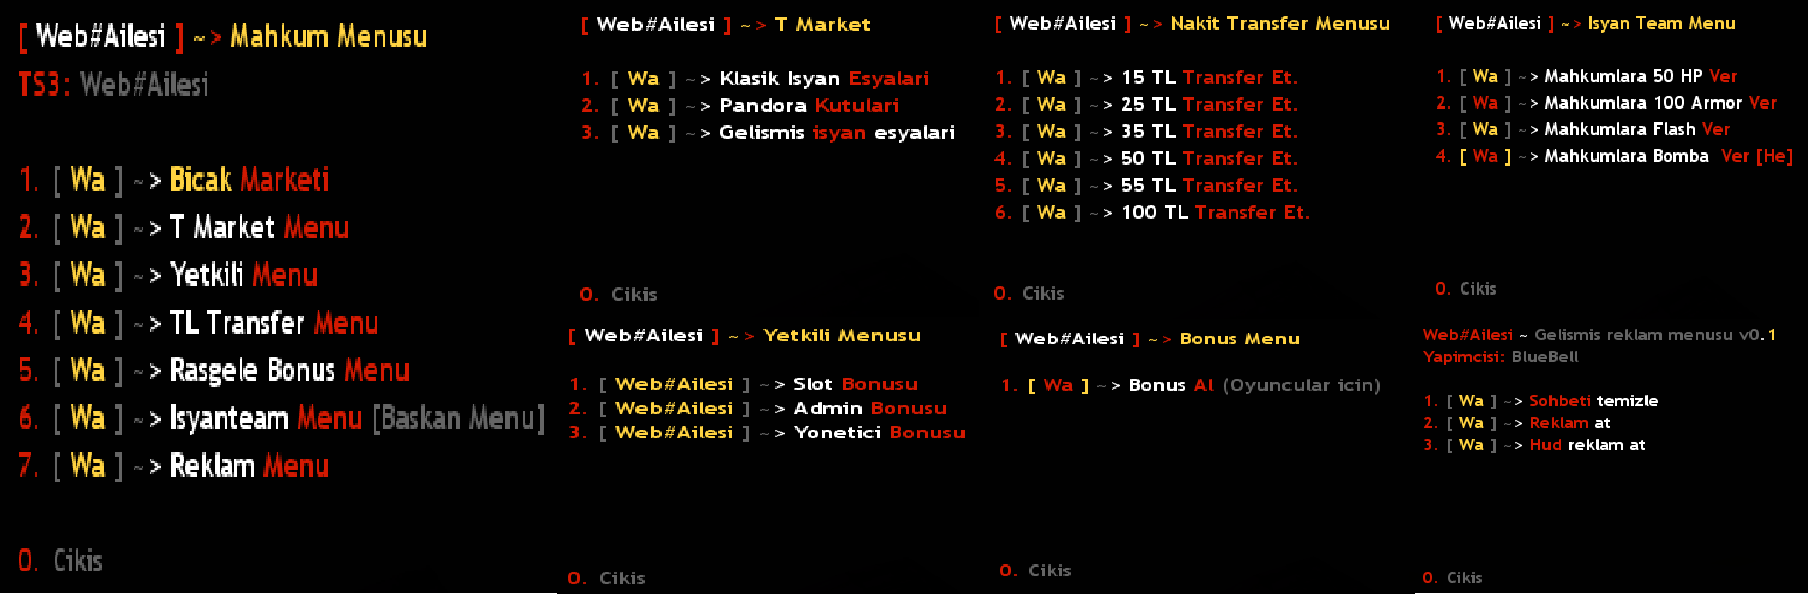 [ Web#Ailesi ] ~> Mahkum Menusu
TS3: Web#Ailesi
1. [ Wa ] ~> Bicak Marketi
2. [ Wa ] ~> T Market Menu
3. [ Wa ] ~> Yetkili Menu
4. [ Wa ] ~> TL Transfer Menu
5. [ Wa ] ~> Rasgele Bonus Menu
6. [ Wa ] ~> Isyanteam Menu [Baskan Menu]
7. [ Wa ] ~> Reklam Menu
0. Cikis
[ Web#Ailesi ] ~> T Market
1. [ Wa ] ~> Klasik Isyan Esyalari
2. [ Wa ] ~> Pandora Kutulari
3. [ Wa ] ~> Gelismis isyan esyalari
0. Cikis
[ Web#Ailesi ] ~> Nakit Transfer Menusu
1. [ Wa ] ~> 15 TL Transfer Et.
2. [ Wa ] ~> 25 TL Transfer Et.
3. [ Wa ] ~> 35 TL Transfer Et.
4. [ Wa ] ~> 50 TL Transfer Et.
5. [ Wa ] ~> 55 TL Transfer Et.
6. [ Wa ] ~> 100 TL Transfer Et.
0. Cikis
[ Web#Ailesi ] ~> Isyan Team Menu
1. [ Wa ] ~> Mahkumlara 50 HP Ver
2. [ Wa ] ~> Mahkumlara 100 Armor Ver
3. [ Wa ] ~> Mahkumlara Flash Ver
4. [ Wa ] ~> Mahkumlara Bomba Ver [He]
0. Cikis
[ Web#Ailesi ] ~> Yetkili Menusu
1. [ Web#Ailesi ] ~> Slot Bonusu
2. [ Web#Ailesi ] ~> Admin Bonusu
3. [ Web#Ailesi ] ~> Yonetici Bonusu
0. Cikis
[ Web#Ailesi ] ~> Bonus Menu
1. [ Wa ] ~> Bonus Al (Oyuncular icin)
0. Cikis
Web#Ailesi ~ Gelismis reklam menusu v0.1
Yapimcisi: BlueBell
1. [ Wa ] ~> Sohbeti temizle
2. [ Wa ] ~> Reklam at
3. [ Wa ] ~> Hud reklam at
0. Cikis